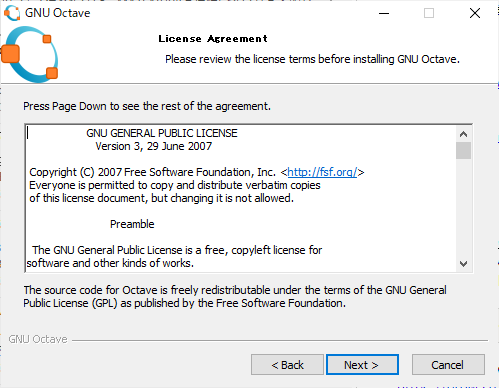 GNU Octave
License Agreement
Please review the license terms before installing GNU Octave.
Press Page Down to see the rest of the agreement.
GNU GENERAL PUBLIC LICENSE
Version 3, 29 June 2007
Copyright (C) 2007 Free Software Foundation, Inc. <http://fsf.org/>
Everyone is permitted to copy and distribute verbatim copies
of this license document, but changing it is not allowed.
Preamble
The GNU General Public License is a free, copyleft license for
software and other kinds of works.
The source code for Octave is freely redistributable under the terms of the GNU General
Public License (GPL) as published by the Free Software Foundation.
GNU Octave
< Back
Next >
Cancel